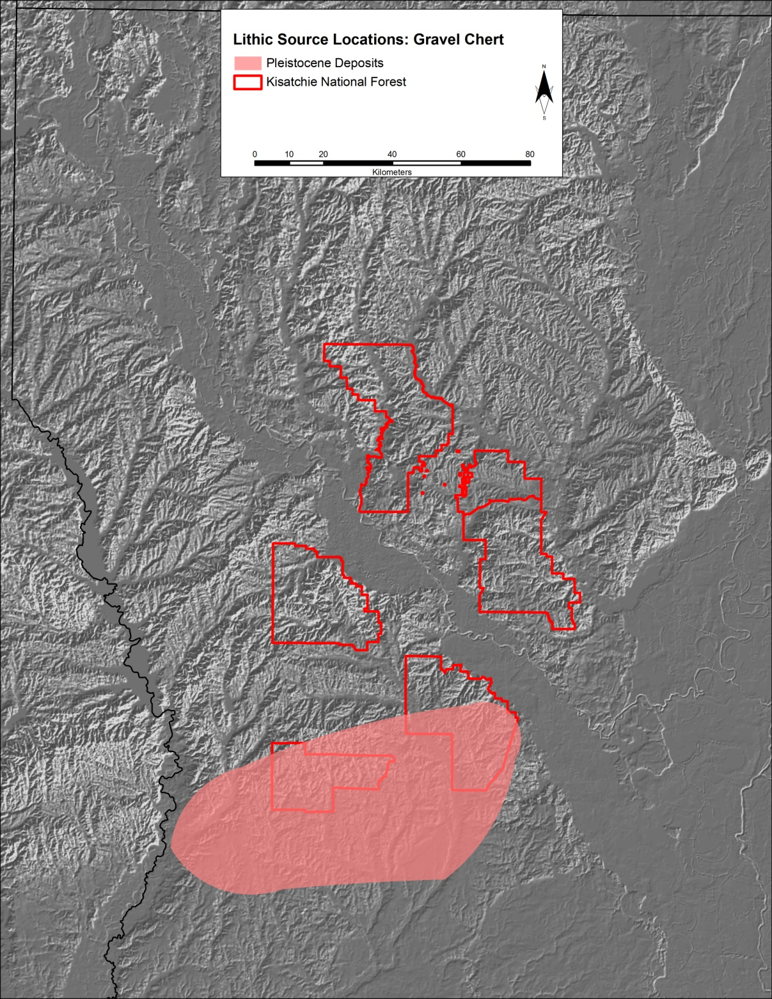 Lithic Source Locations: Gravel Chert
Pleistocene Deposits
Kisatchie National Forest
N
S
0 10 20 40 60 80
Kilometers